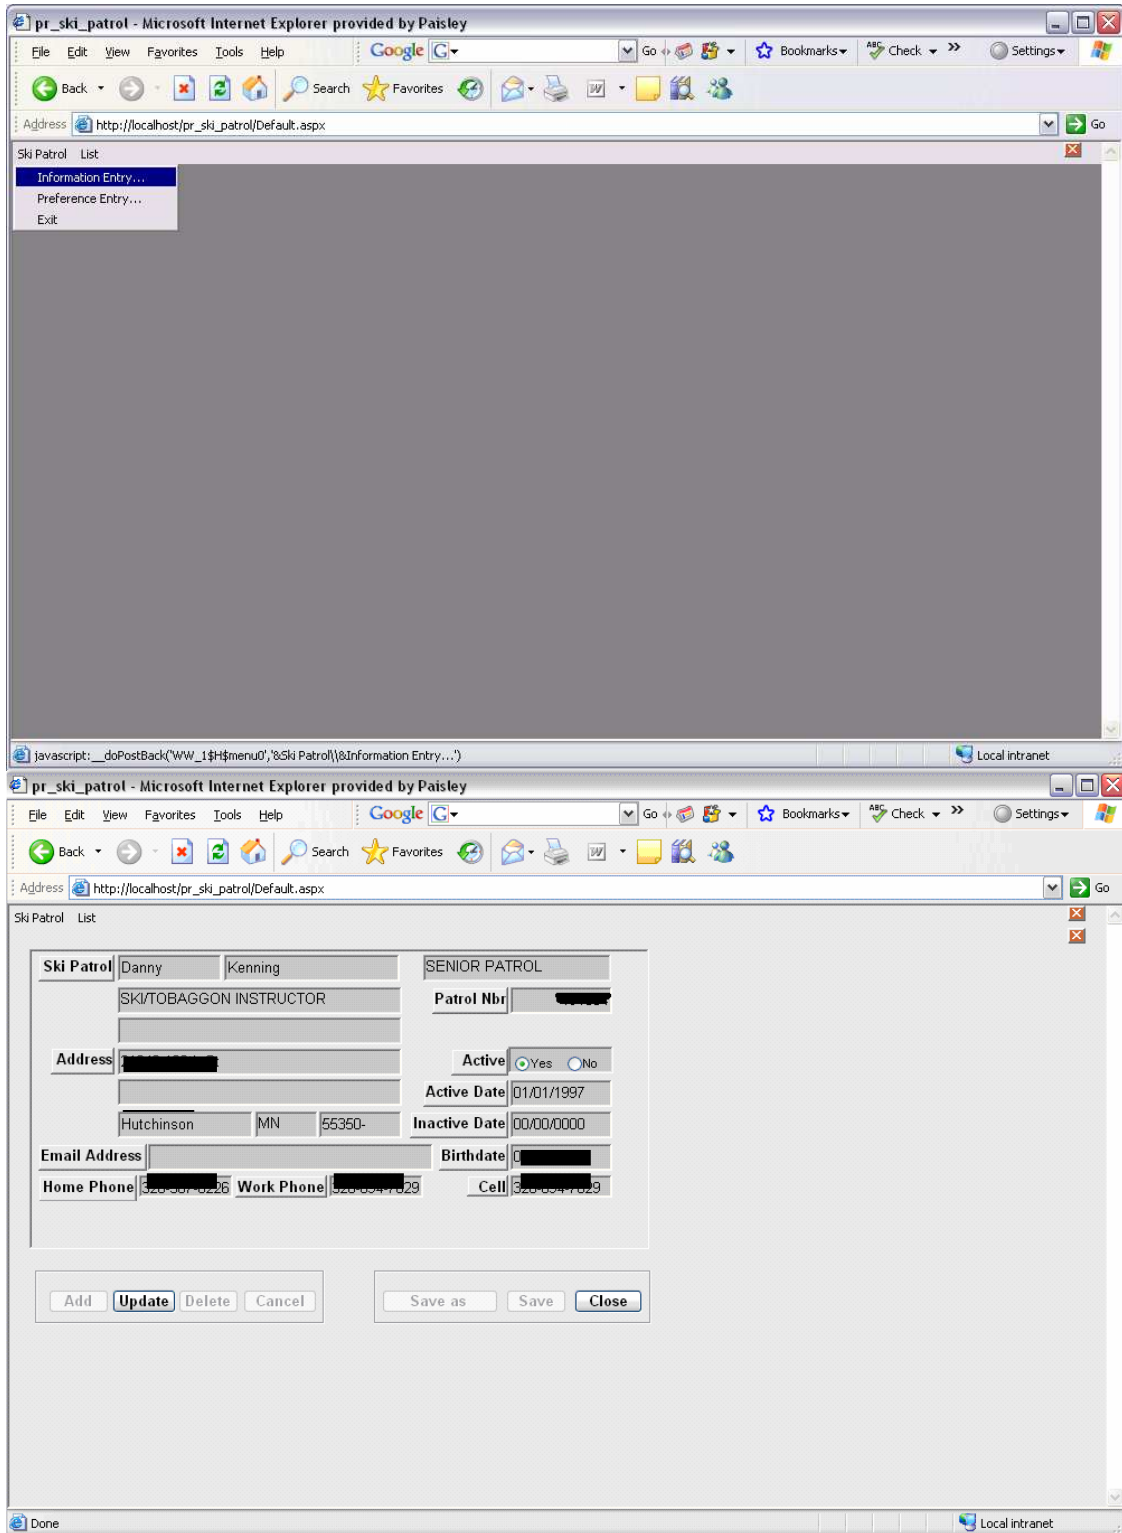 pr_ski_patrol - Microsoft Internet Explorer provided by Paisley
File Edit View Favorites Tools Help Google G Go Bookmarks ABC Check » Settings
Back Search Favorites W
Address http://localhost/pr_ski_patrol/Default.aspx Go
Ski Patrol List
Information Entry...
Preference Entry...
Exit
javascript:__doPostBack('WW_1$H$menu0','&Ski Patrol\\&Information Entry...') Local intranet
pr_ski_patrol - Microsoft Internet Explorer provided by Paisley
File Edit View Favorites Tools Help Google G Go Bookmarks ABC Check » Settings
Back Search Favorites W
Address http://localhost/pr_ski_patrol/Default.aspx Go
Ski Patrol List
Ski Patrol Danny Kenning SENIOR PATROL
SKI/TOBAGGON INSTRUCTOR Patrol Nbr
Address Active Yes No
Active Date 01/01/1997
Hutchinson MN 55350- Inactive Date 00/00/0000
Email Address Birthdate
Home Phone Work Phone Cell
Add Update Delete Cancel Save as Save Close
Done Local intranet